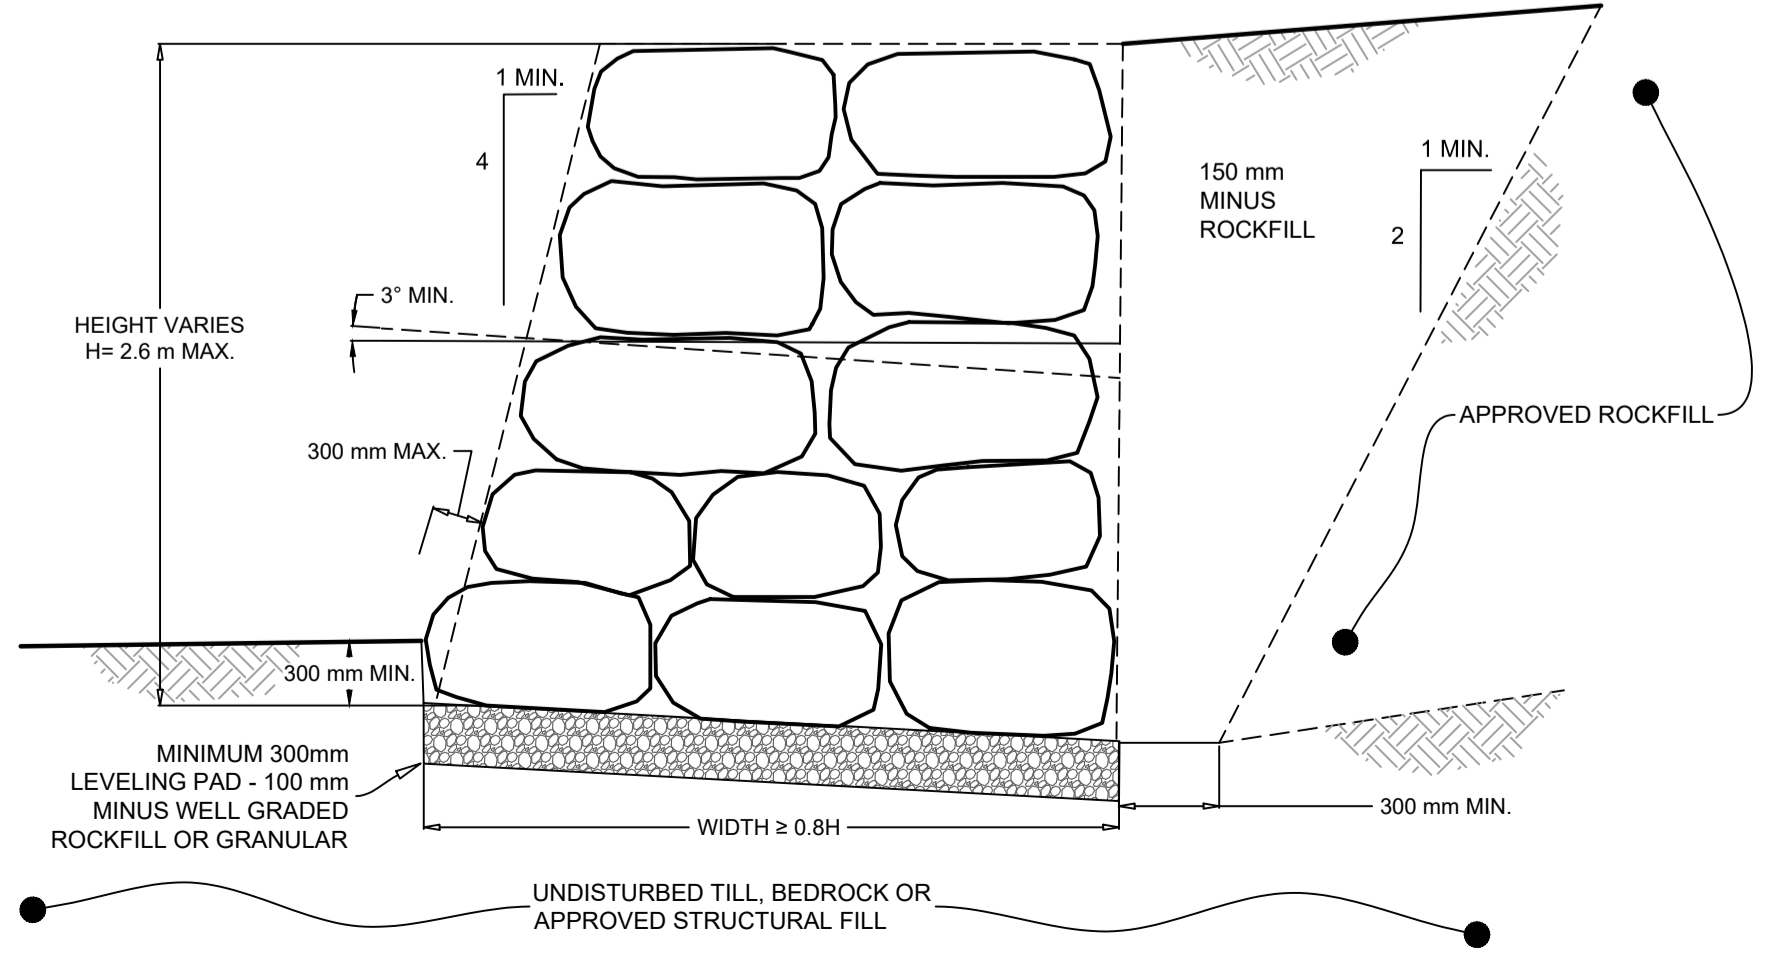 1 MIN.
4
150 mm
MINUS
ROCKFILL
1 MIN.
2
3° MIN.
HEIGHT VARIES
H= 2.6 m MAX.
APPROVED ROCKFILL
300 mm MAX.
300 mm MIN.
MINIMUM 300mm
LEVELING PAD - 100 mm
MINUS WELL GRADED
ROCKFILL OR GRANULAR
300 mm MIN.
WIDTH ≥ 0.8H
UNDISTURBED TILL, BEDROCK OR
APPROVED STRUCTURAL FILL